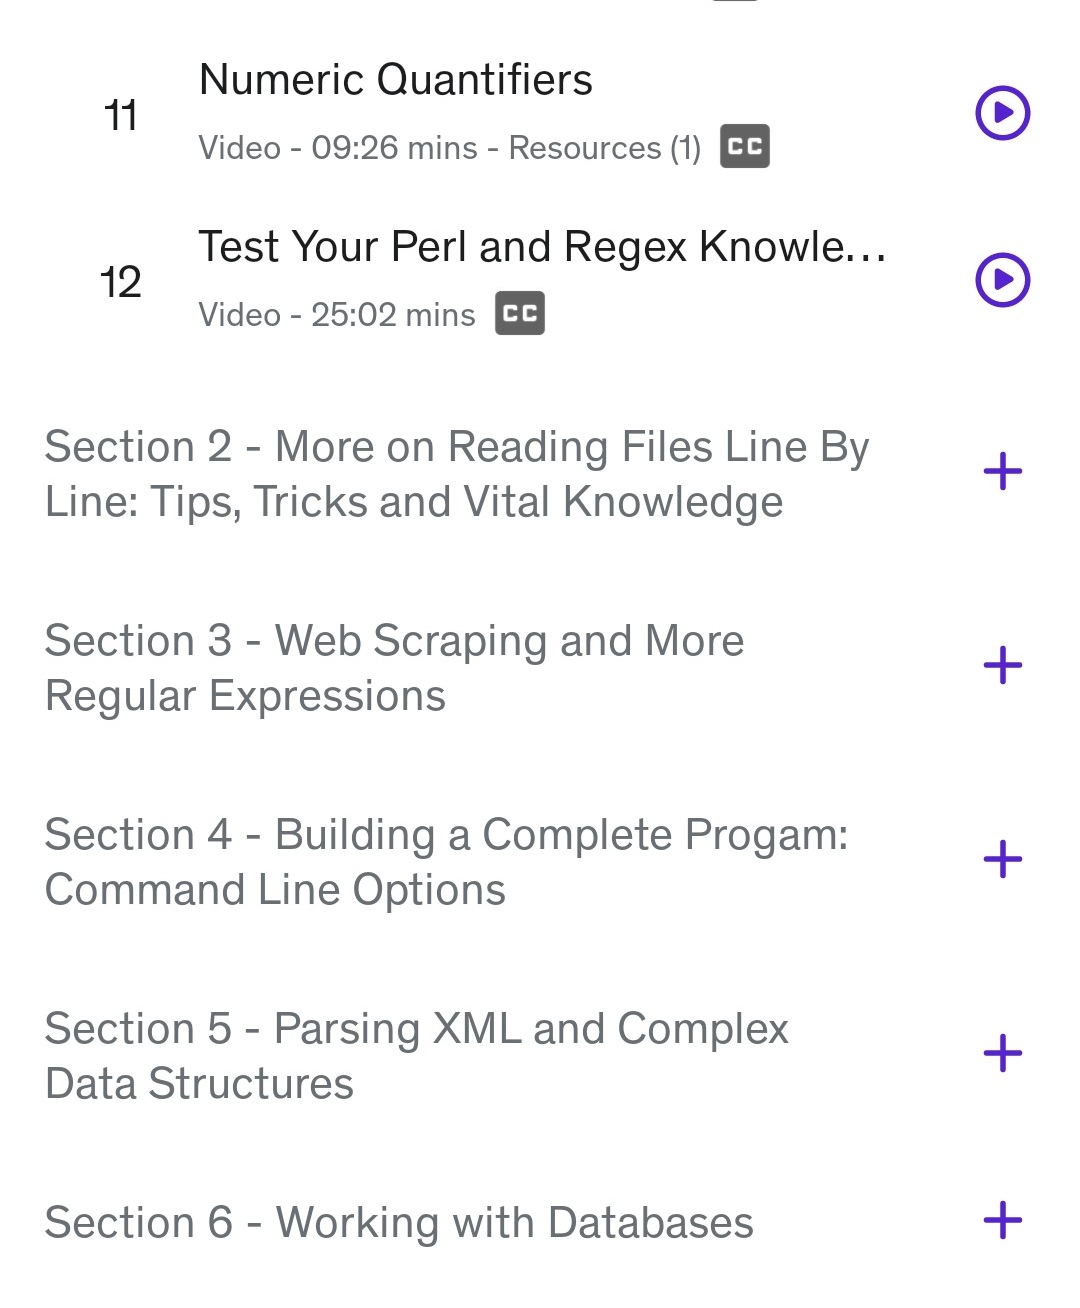 Numeric Quantifiers
11
Video - 09:26 mins - Resources (1) CC
Test Your Perl and Regex Knowle...
12
Video - 25:02 mins CC
Section 2 - More on Reading Files Line By
Line: Tips, Tricks and Vital Knowledge
Section 3 - Web Scraping and More
Regular Expressions
Section 4 - Building a Complete Progam:
Command Line Options
Section 5 - Parsing XML and Complex
Data Structures
Section 6 - Working with Databases